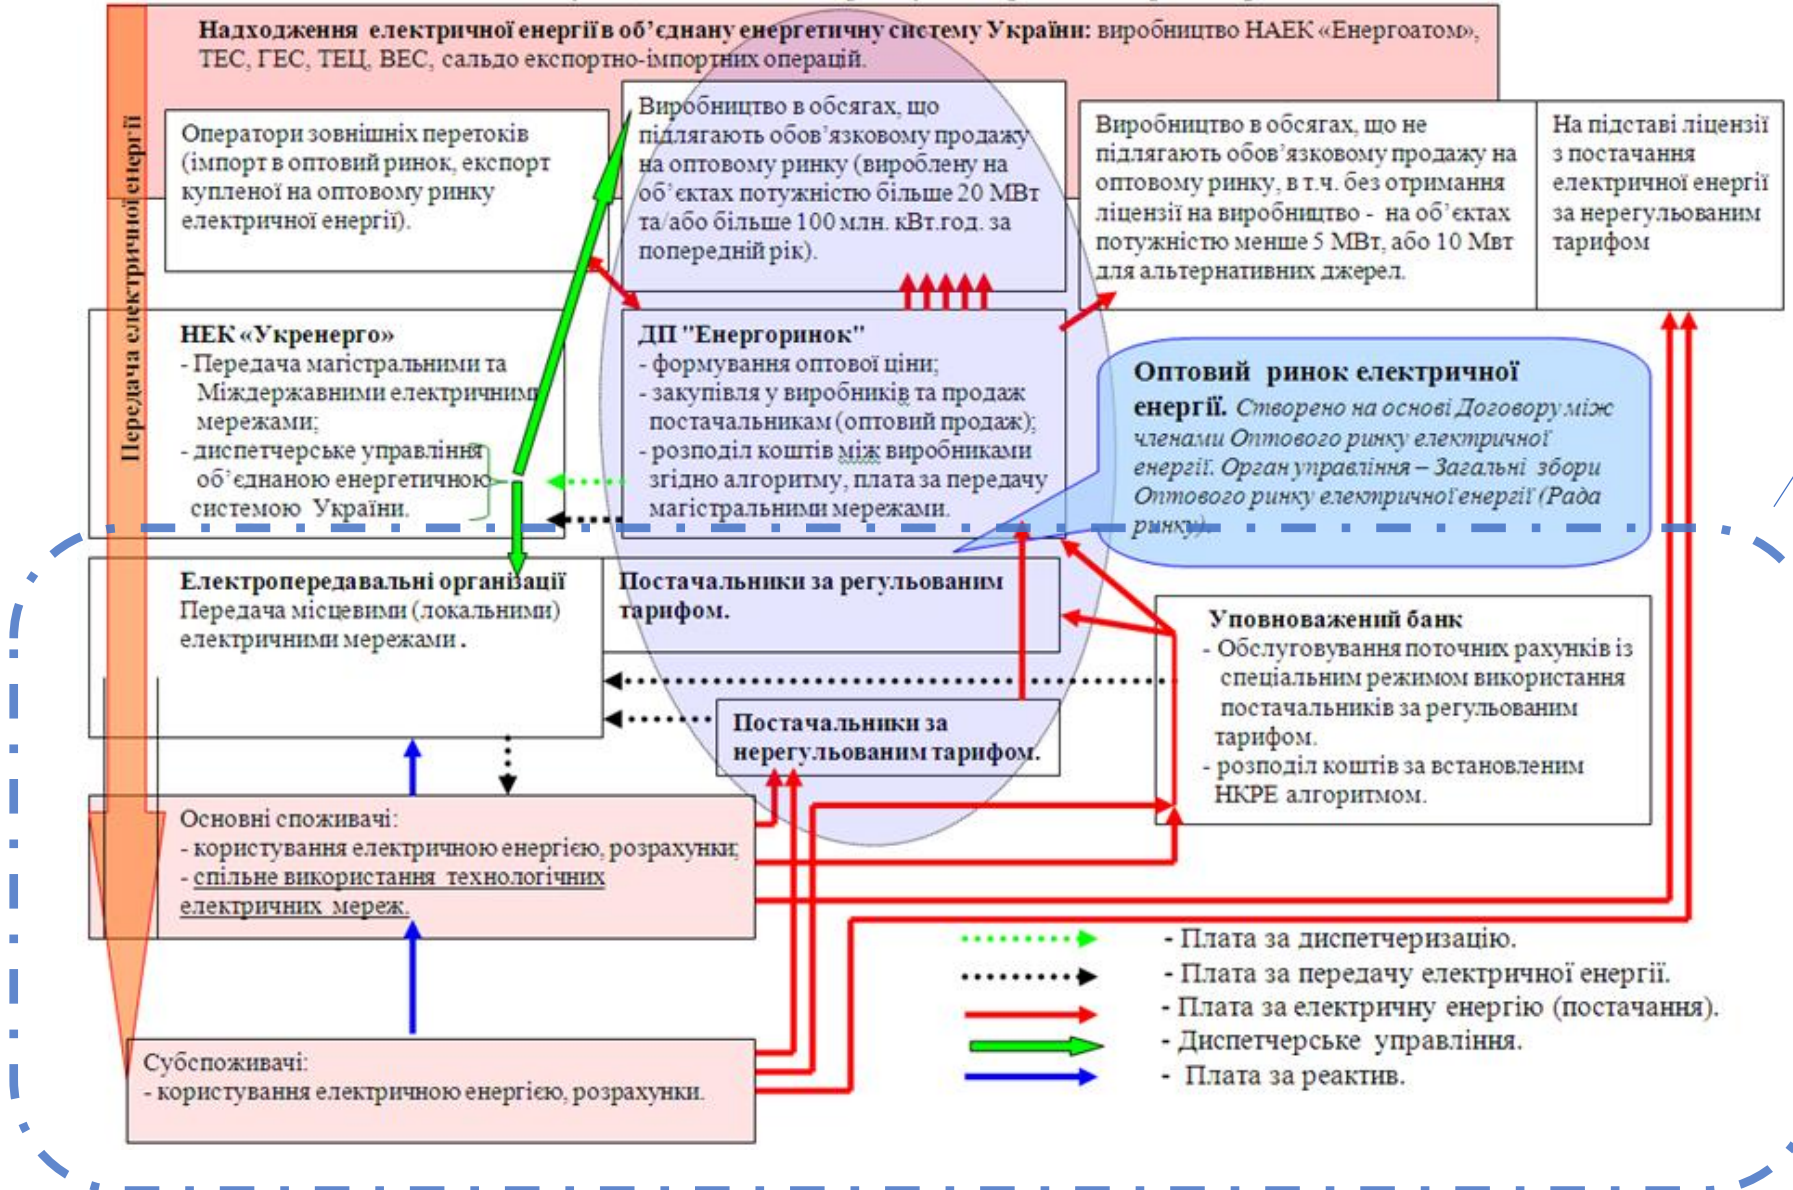 Надходження електричної енергії в об’єднану енергетичну систему України: виробництво НАЕК «Енергоатом»,
ТЕС, ГЕС, ТЕЦ, ВЕС, сальдо експортно-імпортних операцій.
Передача електричної енергії
Оператори зовнішніх перетоків
(імпорт в оптовий ринок, експорт
купленої на оптовому ринку
електричної енергії).
Виробництво в обсягах, що
підлягають обов’язковому продажу
на оптовому ринку (вироблену на
об’єктах потужністю більше 20 МВт
та/або більше 100 млн. кВт.год. за
попередній рік).
Виробництво в обсягах, що не
підлягають обов’язковому продажу на
оптовому ринку, в т.ч. без отримання
ліцензії на виробництво - на об’єктах
потужністю менше 5 МВт, або 10 Мвт
для альтернативних джерел.
На підставі ліцензії
з постачання
електричної енергії
за нерегульованим
тарифом
НЕК «Укренерго»
- Передача магістральними та
Міждержавними електричними
мережами;
- диспетчерське управління
об’єднаною енергетичною
системою України.
ДП "Енергоринок"
- формування оптової ціни;
- закупівля у виробників та продаж
постачальникам (оптовий продаж);
- розподіл коштів між виробниками
згідно алгоритму, плата за передачу
магістральними мережами.
Оптовий ринок електричної
енергії. Створено на основі Договору між
членами Оптового ринку електричної
енергії. Орган управління – Загальні збори
Оптового ринку електричної енергії (Рада
ринку).
Електропередавальні організації
Передача місцевими (локальними)
електричними мережами .
Постачальники за регульованим
тарифом.
Постачальники за
нерегульованим тарифом.
Уповноважений банк
- Обслуговування поточних рахунків із
спеціальним режимом використання
постачальників за регульованим
тарифом.
- розподіл коштів за встановленим
НКРЕ алгоритмом.
Основні споживачі:
- користування електричною енергією, розрахунки;
- спільне використання технологічних
електричних мереж.
Субспоживачі:
- користування електричною енергією, розрахунки.
- Плата за диспетчеризацію.
- Плата за передачу електричної енергії.
- Плата за електричну енергію (постачання).
- Диспетчерське управління.
- Плата за реактив.